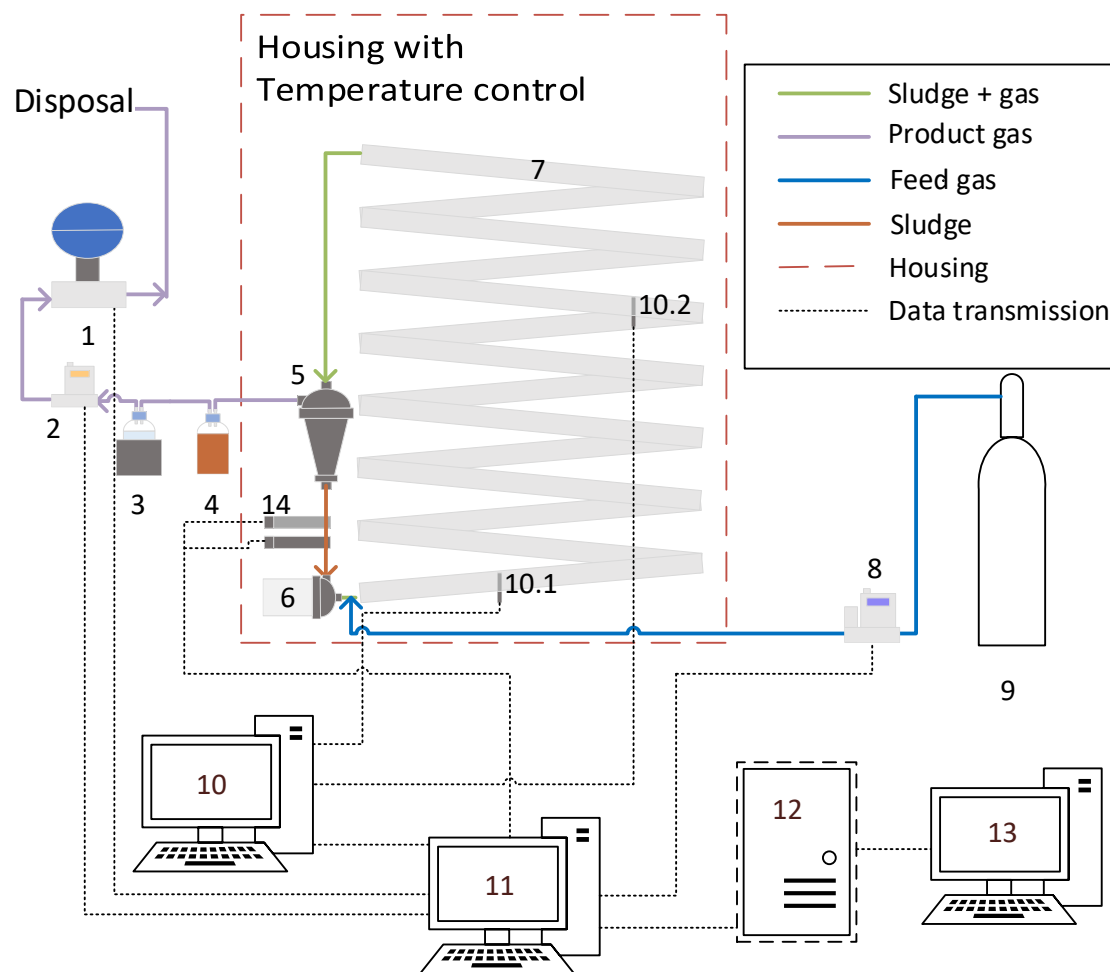 Housing with
Temperature control
Disposal
Sludge + gas
Product gas
Feed gas
Sludge
Housing
Data transmission
7
10.2
1
5
2
3
4
14
6
10.1
8
9
10
11
12
13